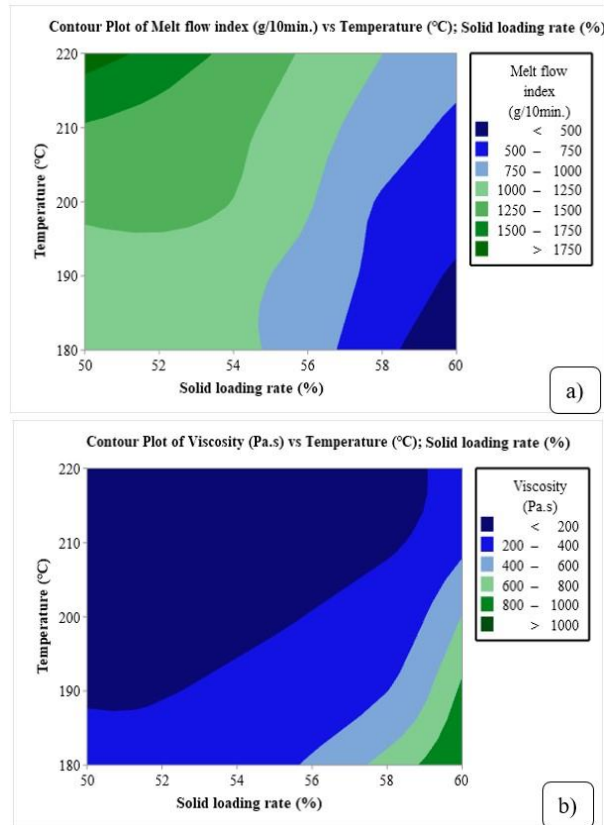 Contour Plot of Melt flow index (g/10min.) vs Temperature (°C); Solid loading rate (%)
220
210
200
190
180
Temperature (°C)
50 52 54 56 58 60
Solid loading rate (%)
Melt flow
index
(g/10min.)
< 500
500 – 750
750 – 1000
1000 – 1250
1250 – 1500
1500 – 1750
> 1750
a)
Contour Plot of Viscosity (Pa.s) vs Temperature (°C); Solid loading rate (%)
220
210
200
190
180
Temperature (°C)
50 52 54 56 58 60
Solid loading rate (%)
Viscosity
(Pa.s)
< 200
200 – 400
400 – 600
600 – 800
800 – 1000
> 1000
b)